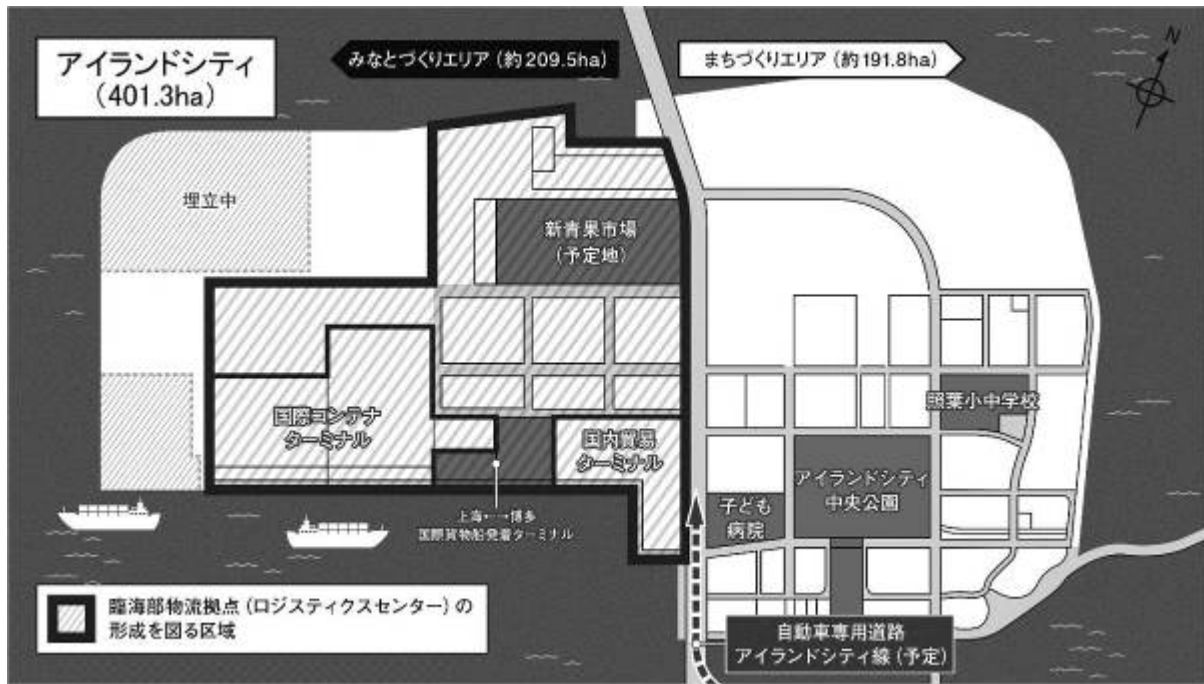 アイランドシティ
(401.3ha)
みなとづくりエリア(約209.5ha)
まちづくりエリア(約191.8ha)
N
埋立中
新青果市場
(予定地)
国際コンテナ
ターミナル
国内貿易
ターミナル
上海←→博多
国際貨物船発着ターミナル
照葉小中学校
アイランドシティ
中央公園
子ども
病院
臨海部物流拠点(ロジスティクスセンター)の
形成を図る区域
自動車専用道路
アイランドシティ線(予定)